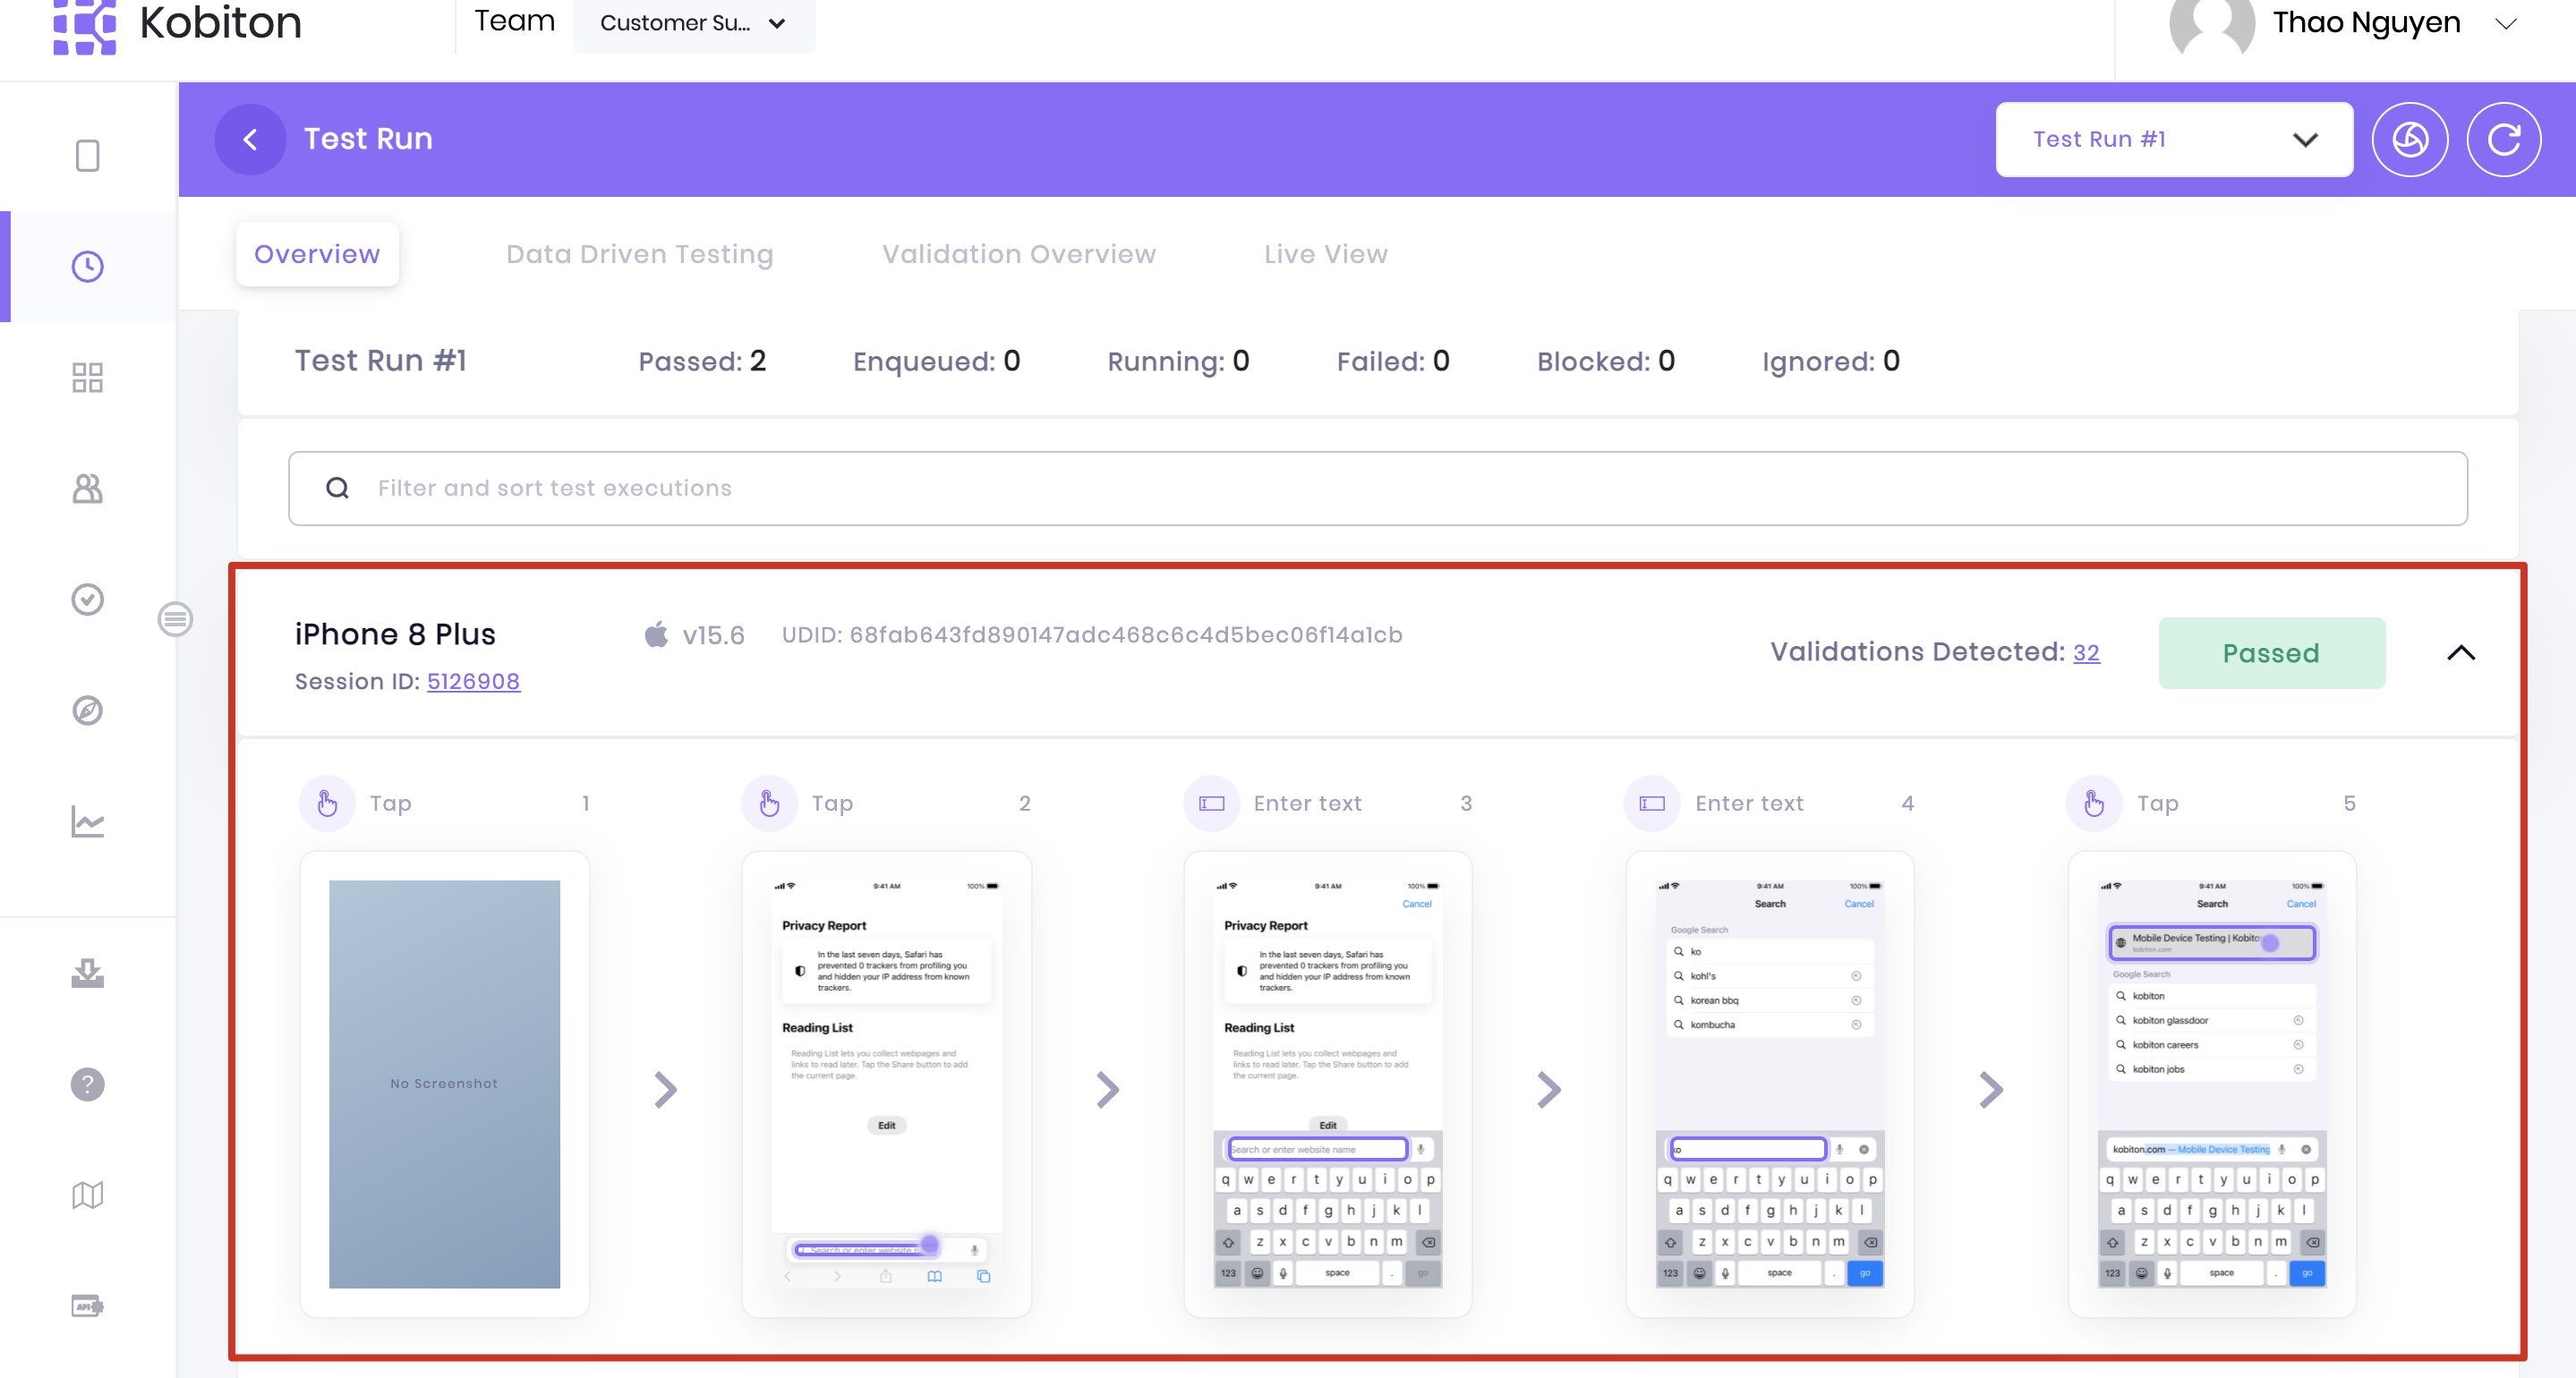 Kobiton
Team
Customer Su...
Thao Nguyen
Test Run
Test Run #1
Overview
Data Driven Testing
Validation Overview
Live View
Test Run #1
Passed: 2
Enqueued: 0
Running: 0
Failed: 0
Blocked: 0
Ignored: 0
Filter and sort test executions
iPhone 8 Plus
v15.6
UDID: 68fab643fd890147adc468c6c4d5bec06f14a1cb
Session ID: 5126908
Validations Detected: 32
Passed
Tap 1
No Screenshot
Tap 2
9:41 AM 100%
Privacy Report
In the last seven days, Safari has
prevented 0 trackers from profiling you
and hidden your IP address from known
trackers.
Reading List
Reading List lets you collect webpages and
links to read later. Tap the Share button to add
the current page.
Edit
Search or enter website n
Enter text 3
9:41 AM 100%
Cancel
Privacy Report
In the last seven days, Safari has
prevented 0 trackers from profiling you
and hidden your IP address from known
trackers.
Reading List
Reading List lets you collect webpages and
links to read later. Tap the Share button to add
the current page.
Edit
Search or enter website name
q w e r t y u i o p
a s d f g h j k l
z x c v b n m
123 space . go
Enter text 4
9:41 AM 100%
Search Cancel
Google Search
ko
kohl's
korean bbq
kombucha
ko
q w e r t y u i o p
a s d f g h j k l
z x c v b n m
123 space . go
Tap 5
9:41 AM 100%
Search Cancel
Mobile Device Testing | Kobito
kobiton.com
Google Search
kobiton
kobiton glassdoor
kobiton careers
kobiton jobs
kobiton.com — Mobile Device Testing
q w e r t y u i o p
a s d f g h j k l
z x c v b n m
123 space . go
?
API